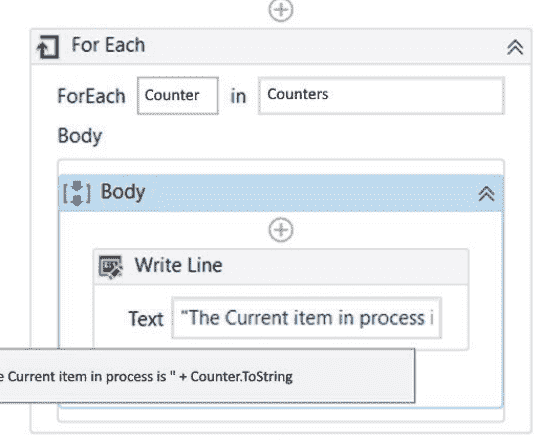 For Each
ForEach Counter in Counters
Body
Body
Write Line
Text "The Current item in process i
e Current item in process is " + Counter.ToString